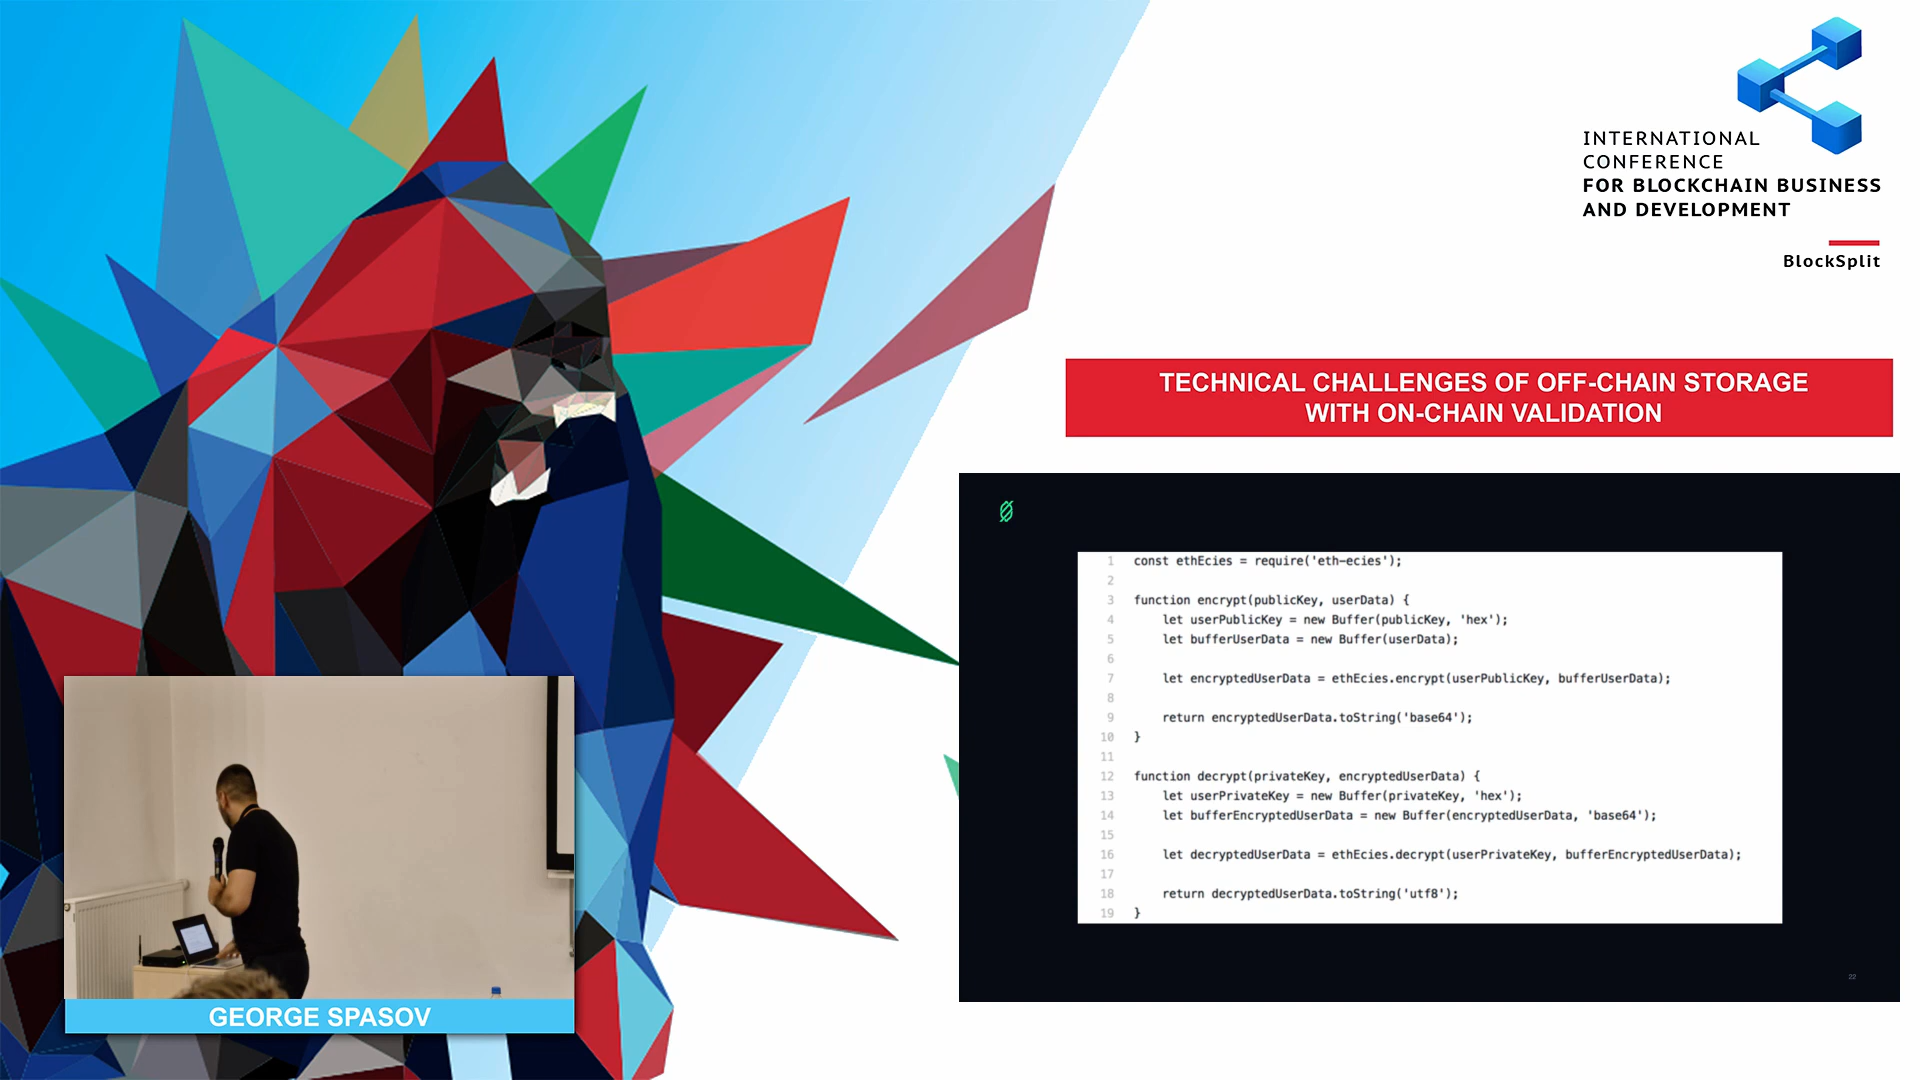 INTERNATIONAL
CONFERENCE
FOR BLOCKCHAIN BUSINESS
AND DEVELOPMENT
BlockSplit
TECHNICAL CHALLENGES OF OFF-CHAIN STORAGE
WITH ON-CHAIN VALIDATION
1 const ethEcies = require('eth-ecies');
2
3 function encrypt(publicKey, userData) {
4 let userPublicKey = new Buffer(publicKey, 'hex');
5 let bufferUserData = new Buffer(userData);
6
7 let encryptedUserData = ethEcies.encrypt(userPublicKey, bufferUserData);
8
9 return encryptedUserData.toString('base64');
10 }
11
12 function decrypt(privateKey, encryptedUserData) {
13 let userPrivateKey = new Buffer(privateKey, 'hex');
14 let bufferEncryptedUserData = new Buffer(encryptedUserData, 'base64');
15
16 let decryptedUserData = ethEcies.decrypt(userPrivateKey, bufferEncryptedUserData);
17
18 return decryptedUserData.toString('utf8');
19 }
22
GEORGE SPASOV